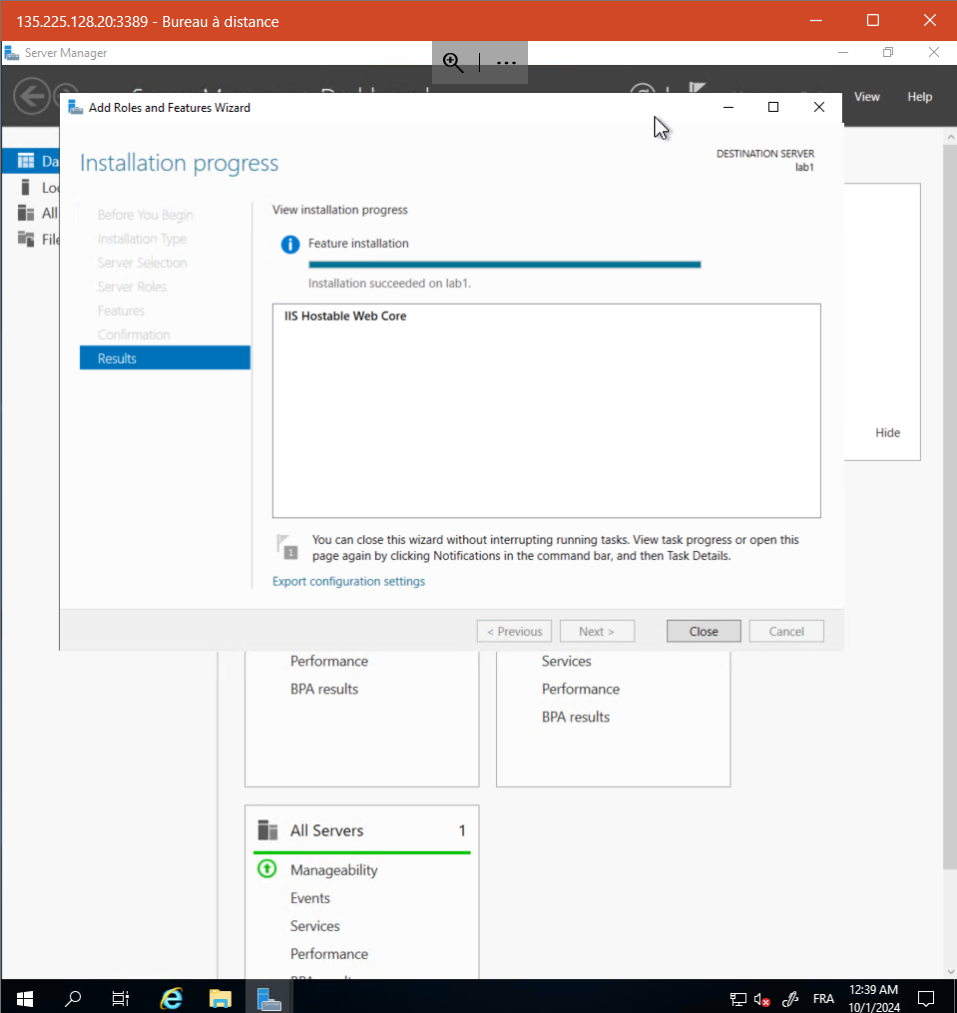 135.225.128.20:3389 - Bureau à distance
Server Manager
View
Help
Add Roles and Features Wizard
Installation progress
DESTINATION SERVER
lab1
Before You Begin
Installation Type
Server Selection
Server Roles
Features
Confirmation
Results
View installation progress
Feature installation
Installation succeeded on lab1.
IIS Hostable Web Core
1
You can close this wizard without interrupting running tasks. View task progress or open this
page again by clicking Notifications in the command bar, and then Task Details.
Export configuration settings
< Previous
Next >
Close
Cancel
Da
Loc
All
File
Hide
Performance
BPA results
Services
Performance
BPA results
All Servers
1
Manageability
Events
Services
Performance
FRA
12:39 AM
10/1/2024